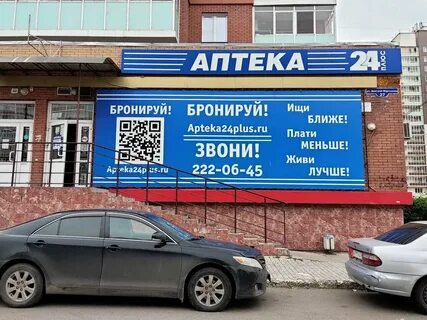 АПТЕКА 24 ПЛЮС
БРОНИРУЙ!
Apteka24plus.ru
БРОНИРУЙ!
Apteka24plus.ru
ЗВОНИ!
222-06-45
Ищи
БЛИЖЕ!
Плати
МЕНЬШЕ!
Живи
ЛУЧШЕ!